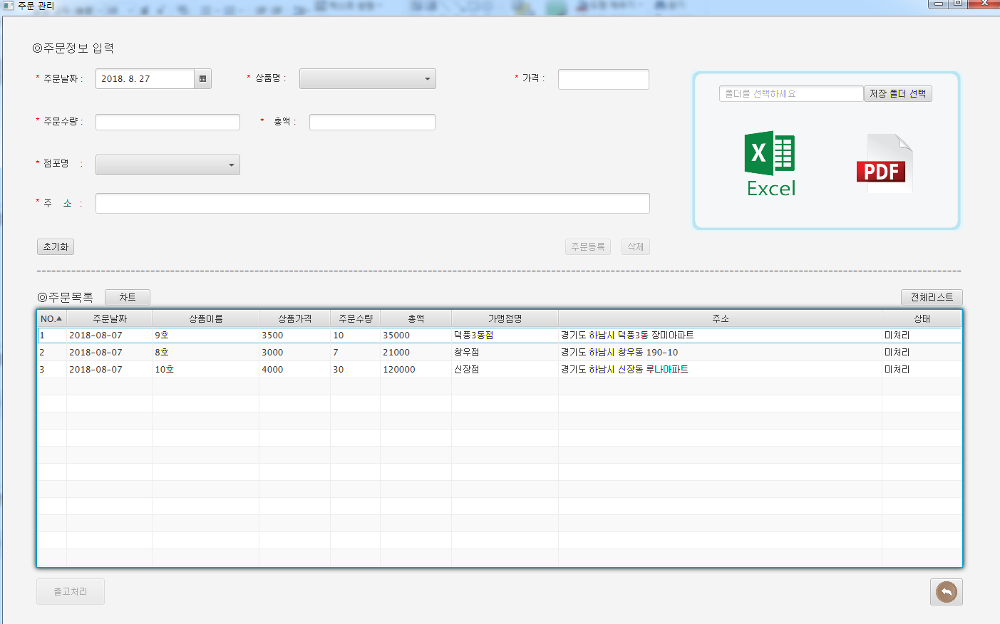 주문 관리
◎주문정보 입력
* 주문날짜 : 2018. 8. 27 * 상품명 : * 가격 :
폴더를 선택하세요 저장 폴더 선택
* 주문수량 : * 총액 :
* 점포명 :
* 주 소 :
Excel PDF
초기화 주문등록 삭제
◎주문목록 차트 전체리스트
NO. 주문날짜 상품이름 상품가격 주문수량 총액 가맹점명 주소 상태
1 2018-08-07 9호 3500 10 35000 덕풍3동점 경기도 하남시 덕풍3동 장미아파트 미처리
2 2018-08-07 8호 3000 7 21000 창우점 경기도 하남시 창우동 190-10 미처리
3 2018-08-07 10호 4000 30 120000 신장점 경기도 하남시 신장동 루나아파트 미처리
출고처리